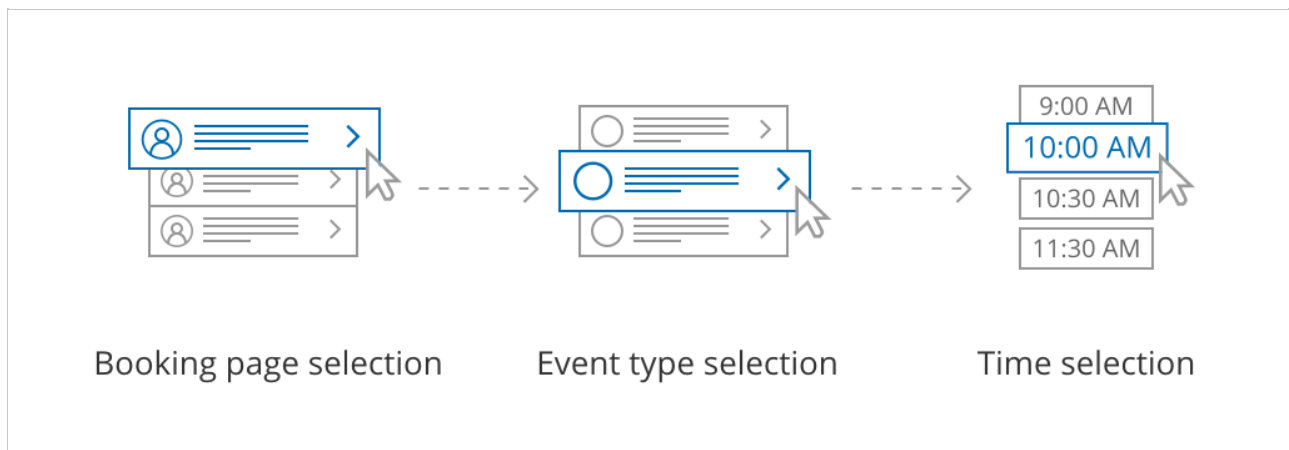 9:00 AM
10:00 AM
10:30 AM
11:30 AM
Booking page selection
Event type selection
Time selection